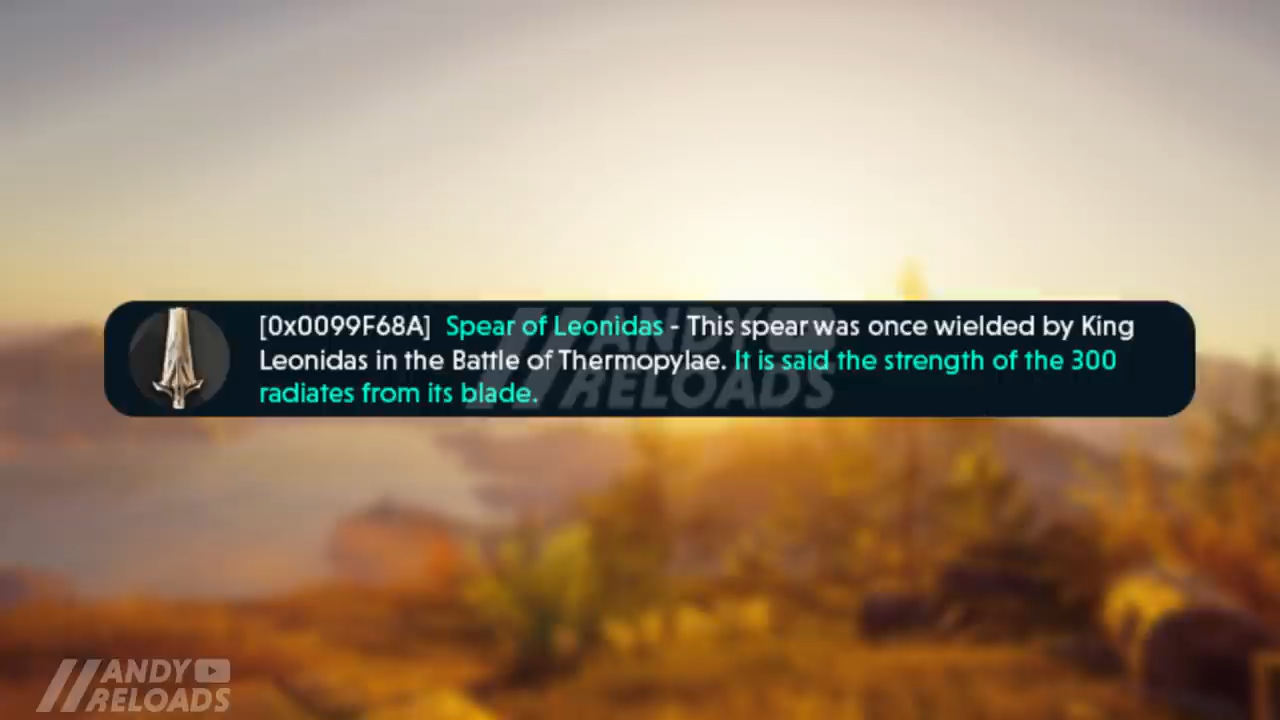 [0x0099F68A] Spear of Leonidas - This spear was once wielded by King
Leonidas in the Battle of Thermopylae. It is said the strength of the 300
radiates from its blade.
ANDY
RELOADS
ANDY
RELOADS